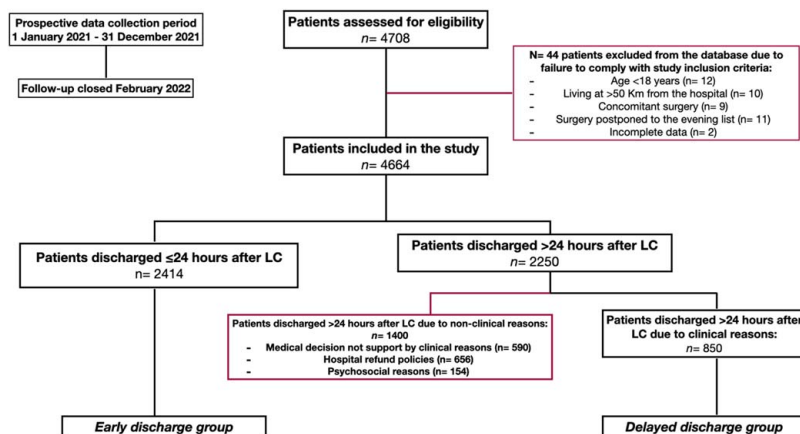 Prospective data collection period
1 January 2021 - 31 December 2021
Follow-up closed February 2022
Patients assessed for eligibility
n= 4708
N= 44 patients excluded from the database due to
failure to comply with study inclusion criteria:
- Age <18 years (n= 12)
- Living at >50 Km from the hospital (n= 10)
- Concomitant surgery (n= 9)
- Surgery postponed to the evening list (n= 11)
- Incomplete data (n= 2)
Patients included in the study
n= 4664
Patients discharged ≤24 hours after LC
n= 2414
Patients discharged >24 hours after LC
n= 2250
Patients discharged >24 hours after LC due to non-clinical reasons:
n= 1400
- Medical decision not support by clinical reasons (n= 590)
- Hospital refund policies (n= 656)
- Psychosocial reasons (n= 154)
Patients discharged >24 hours after
LC due to clinical reasons:
n= 850
Early discharge group
Delayed discharge group